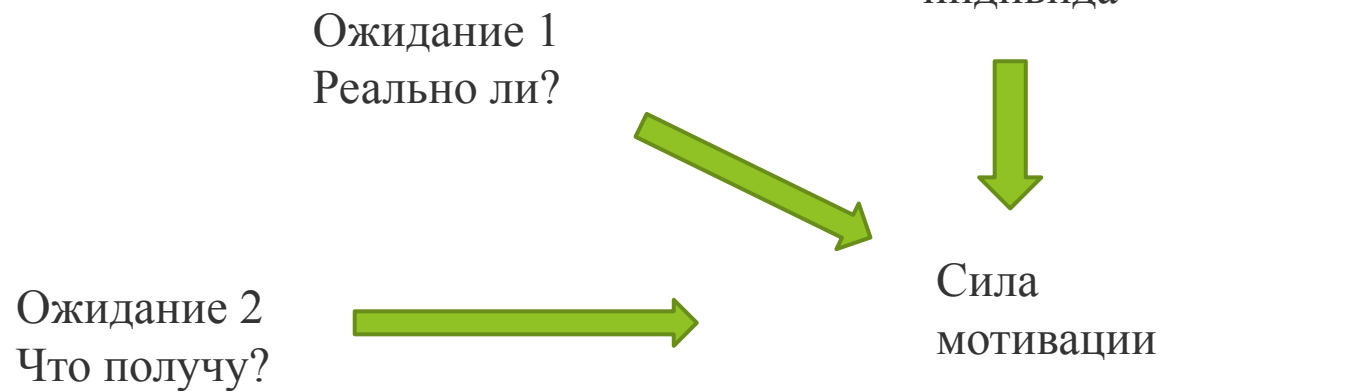 Ожидание 1
Реально ли?
Сила
мотивации
Ожидание 2
Что получу?